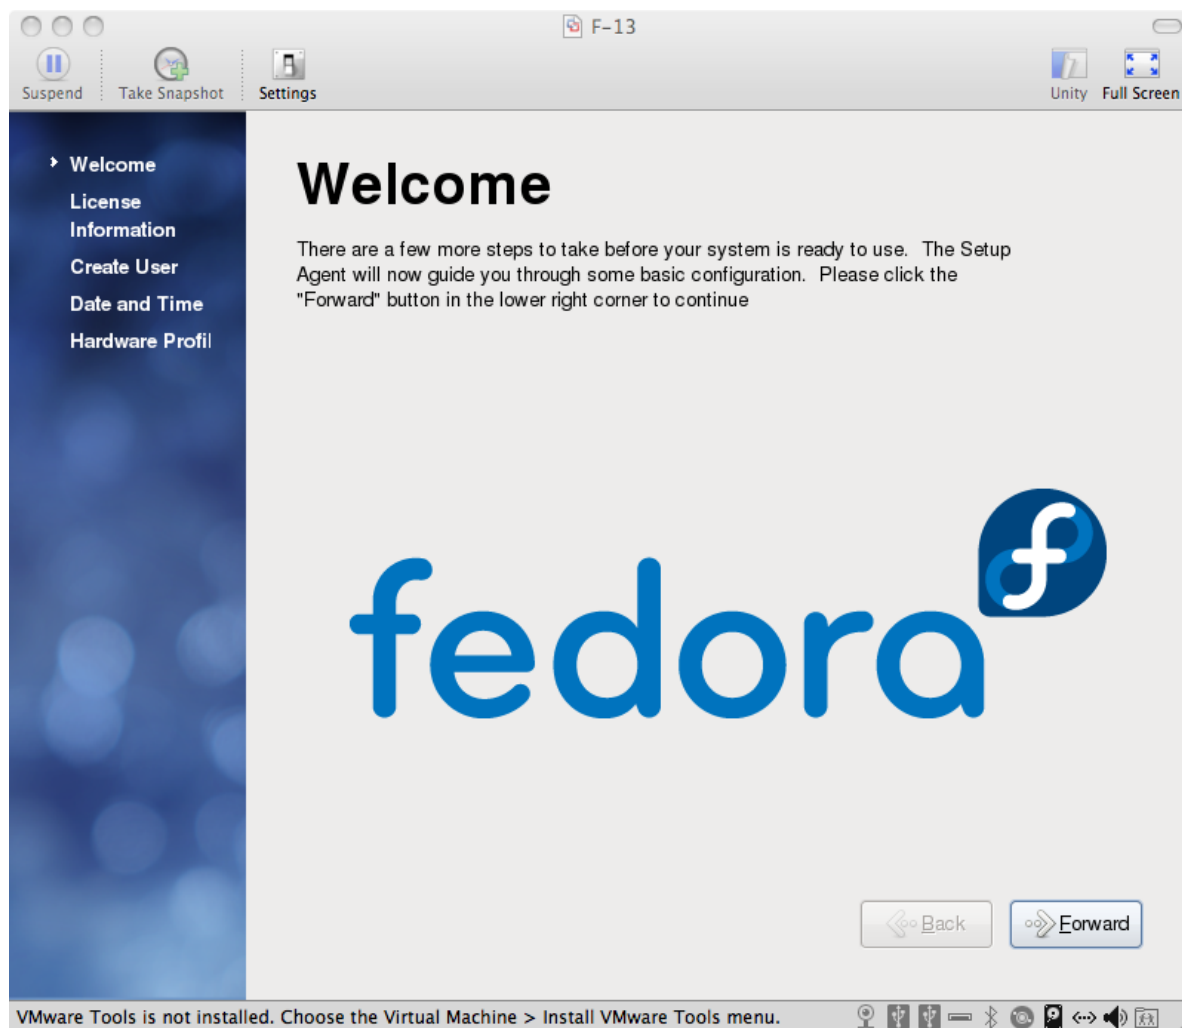 F-13
Suspend
Take Snapshot
Settings
Unity
Full Screen
Welcome
License
Information
Create User
Date and Time
Hardware Profil
Welcome
There are a few more steps to take before your system is ready to use. The Setup
Agent will now guide you through some basic configuration. Please click the
"Forward" button in the lower right corner to continue
fedora
Back
Forward
VMware Tools is not installed. Choose the Virtual Machine > Install VMware Tools menu.